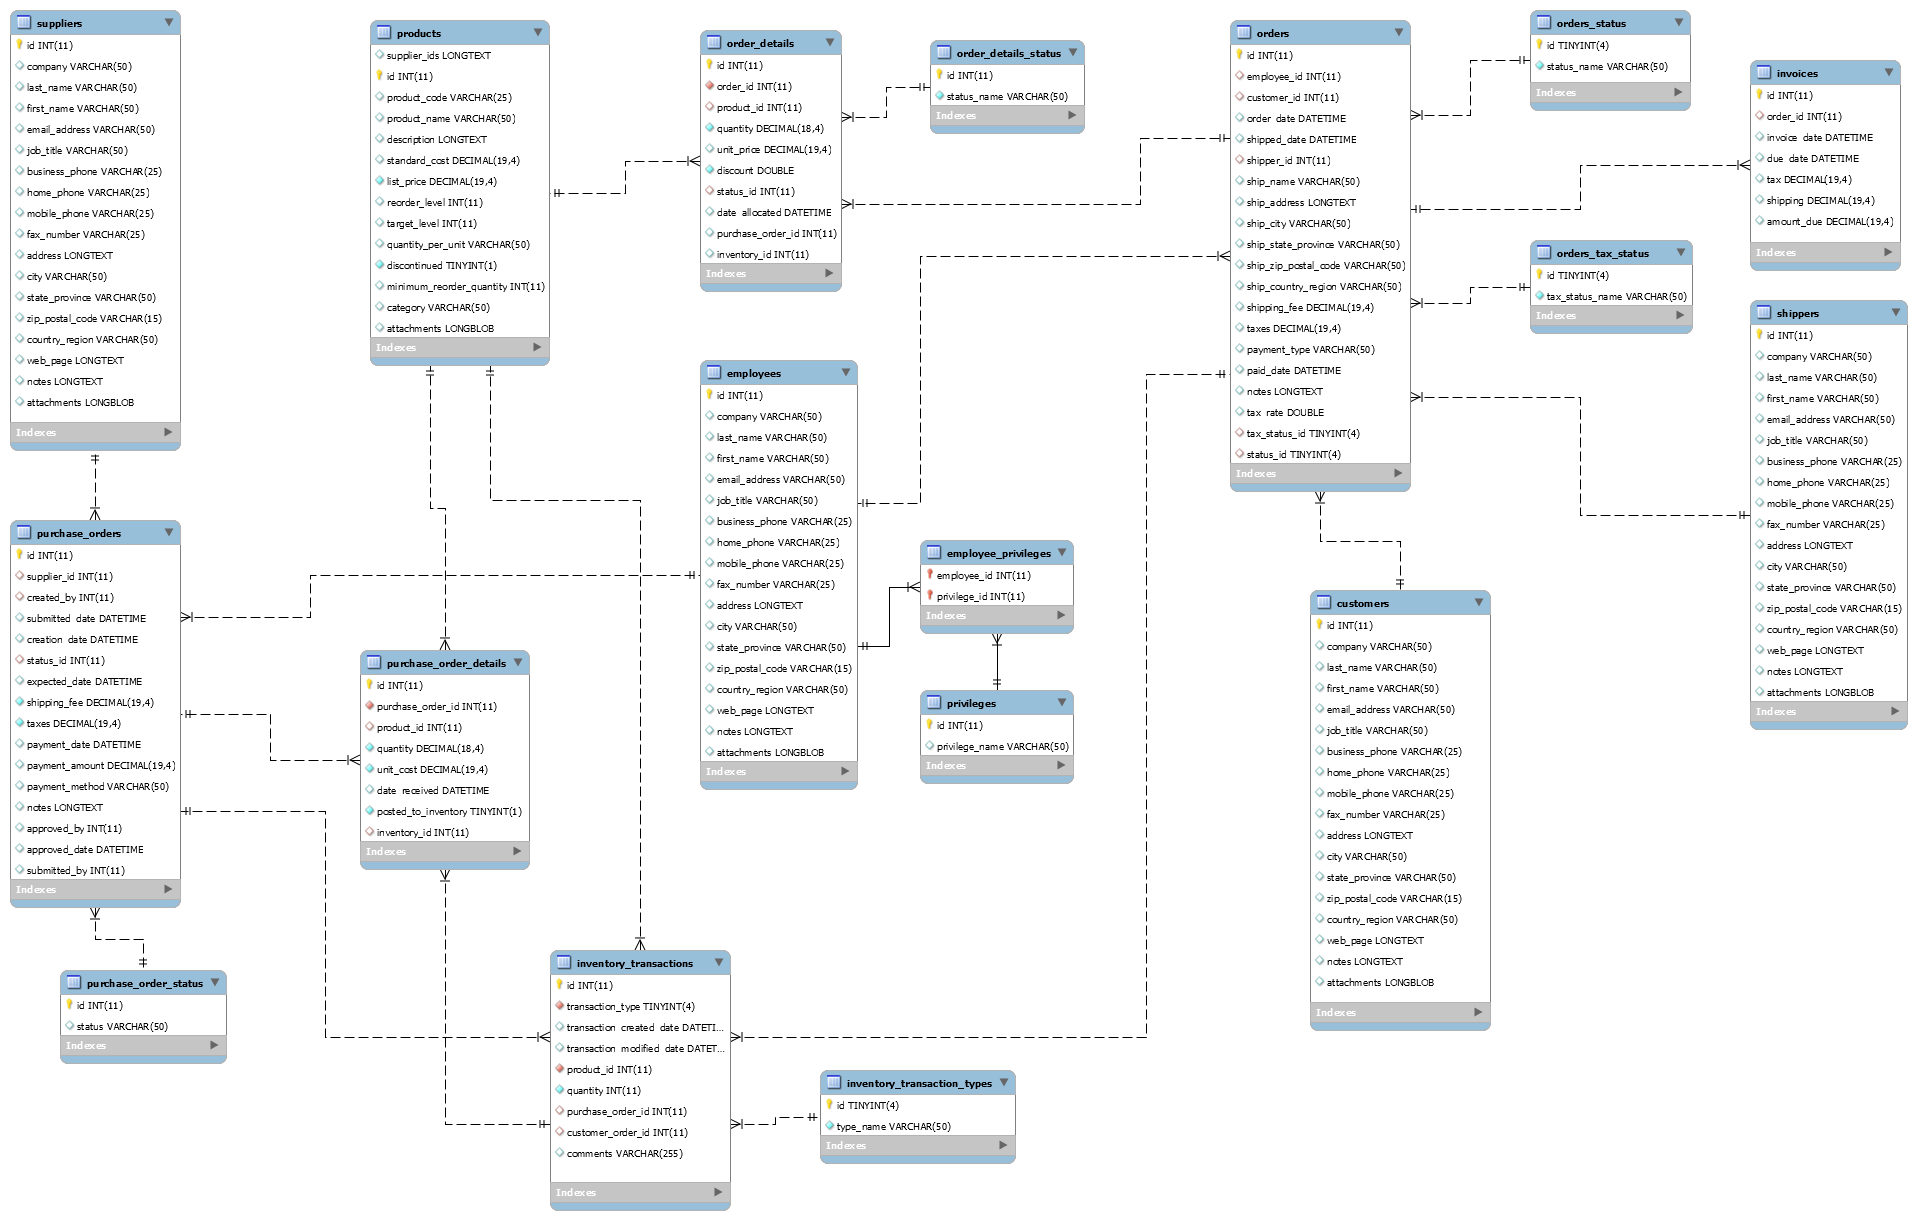 suppliers
id INT(11)
company VARCHAR(50)
last_name VARCHAR(50)
first_name VARCHAR(50)
email_address VARCHAR(50)
job_title VARCHAR(50)
business_phone VARCHAR(25)
home_phone VARCHAR(25)
mobile_phone VARCHAR(25)
fax_number VARCHAR(25)
address LONGTEXT
city VARCHAR(50)
state_province VARCHAR(50)
zip_postal_code VARCHAR(15)
country_region VARCHAR(50)
web_page LONGTEXT
notes LONGTEXT
attachments LONGBLOB
Indexes
purchase_orders
id INT(11)
supplier_id INT(11)
created_by INT(11)
submitted_date DATETIME
creation_date DATETIME
status_id INT(11)
expected_date DATETIME
shipping_fee DECIMAL(19,4)
taxes DECIMAL(19,4)
payment_date DATETIME
payment_amount DECIMAL(19,4)
payment_method VARCHAR(50)
notes LONGTEXT
approved_by INT(11)
approved_date DATETIME
submitted_by INT(11)
Indexes
purchase_order_status
id INT(11)
status VARCHAR(50)
Indexes
products
supplier_ids LONGTEXT
id INT(11)
product_code VARCHAR(25)
product_name VARCHAR(50)
description LONGTEXT
standard_cost DECIMAL(19,4)
list_price DECIMAL(19,4)
reorder_level INT(11)
target_level INT(11)
quantity_per_unit VARCHAR(50)
discontinued TINYINT(1)
minimum_reorder_quantity INT(11)
category VARCHAR(50)
attachments LONGBLOB
Indexes
purchase_order_details
id INT(11)
purchase_order_id INT(11)
product_id INT(11)
quantity DECIMAL(18,4)
unit_cost DECIMAL(19,4)
date_received DATETIME
posted_to_inventory TINYINT(1)
inventory_id INT(11)
Indexes
order_details
id INT(11)
order_id INT(11)
product_id INT(11)
quantity DECIMAL(18,4)
unit_price DECIMAL(19,4)
discount DOUBLE
status_id INT(11)
date_allocated DATETIME
purchase_order_id INT(11)
inventory_id INT(11)
Indexes
order_details_status
id INT(11)
status_name VARCHAR(50)
Indexes
employees
id INT(11)
company VARCHAR(50)
last_name VARCHAR(50)
first_name VARCHAR(50)
email_address VARCHAR(50)
job_title VARCHAR(50)
business_phone VARCHAR(25)
home_phone VARCHAR(25)
mobile_phone VARCHAR(25)
fax_number VARCHAR(25)
address LONGTEXT
city VARCHAR(50)
state_province VARCHAR(50)
zip_postal_code VARCHAR(15)
country_region VARCHAR(50)
web_page LONGTEXT
notes LONGTEXT
attachments LONGBLOB
Indexes
employee_privileges
employee_id INT(11)
privilege_id INT(11)
Indexes
privileges
id INT(11)
privilege_name VARCHAR(50)
Indexes
inventory_transactions
id INT(11)
transaction_type TINYINT(4)
transaction_created_date DATETI...
transaction_modified_date DATET...
product_id INT(11)
quantity INT(11)
purchase_order_id INT(11)
customer_order_id INT(11)
comments VARCHAR(255)
Indexes
inventory_transaction_types
id TINYINT(4)
type_name VARCHAR(50)
Indexes
orders
id INT(11)
employee_id INT(11)
customer_id INT(11)
order_date DATETIME
shipped_date DATETIME
shipper_id INT(11)
ship_name VARCHAR(50)
ship_address LONGTEXT
ship_city VARCHAR(50)
ship_state_province VARCHAR(50)
ship_zip_postal_code VARCHAR(50)
ship_country_region VARCHAR(50)
shipping_fee DECIMAL(19,4)
taxes DECIMAL(19,4)
payment_type VARCHAR(50)
paid_date DATETIME
notes LONGTEXT
tax_rate DOUBLE
tax_status_id TINYINT(4)
status_id TINYINT(4)
Indexes
customers
id INT(11)
company VARCHAR(50)
last_name VARCHAR(50)
first_name VARCHAR(50)
email_address VARCHAR(50)
job_title VARCHAR(50)
business_phone VARCHAR(25)
home_phone VARCHAR(25)
mobile_phone VARCHAR(25)
fax_number VARCHAR(25)
address LONGTEXT
city VARCHAR(50)
state_province VARCHAR(50)
zip_postal_code VARCHAR(15)
country_region VARCHAR(50)
web_page LONGTEXT
notes LONGTEXT
attachments LONGBLOB
Indexes
orders_status
id TINYINT(4)
status_name VARCHAR(50)
Indexes
orders_tax_status
id TINYINT(4)
tax_status_name VARCHAR(50)
Indexes
invoices
id INT(11)
order_id INT(11)
invoice_date DATETIME
due_date DATETIME
tax DECIMAL(19,4)
shipping DECIMAL(19,4)
amount_due DECIMAL(19,4)
Indexes
shippers
id INT(11)
company VARCHAR(50)
last_name VARCHAR(50)
first_name VARCHAR(50)
email_address VARCHAR(50)
job_title VARCHAR(50)
business_phone VARCHAR(25)
home_phone VARCHAR(25)
mobile_phone VARCHAR(25)
fax_number VARCHAR(25)
address LONGTEXT
city VARCHAR(50)
state_province VARCHAR(50)
zip_postal_code VARCHAR(15)
country_region VARCHAR(50)
web_page LONGTEXT
notes LONGTEXT
attachments LONGBLOB
Indexes